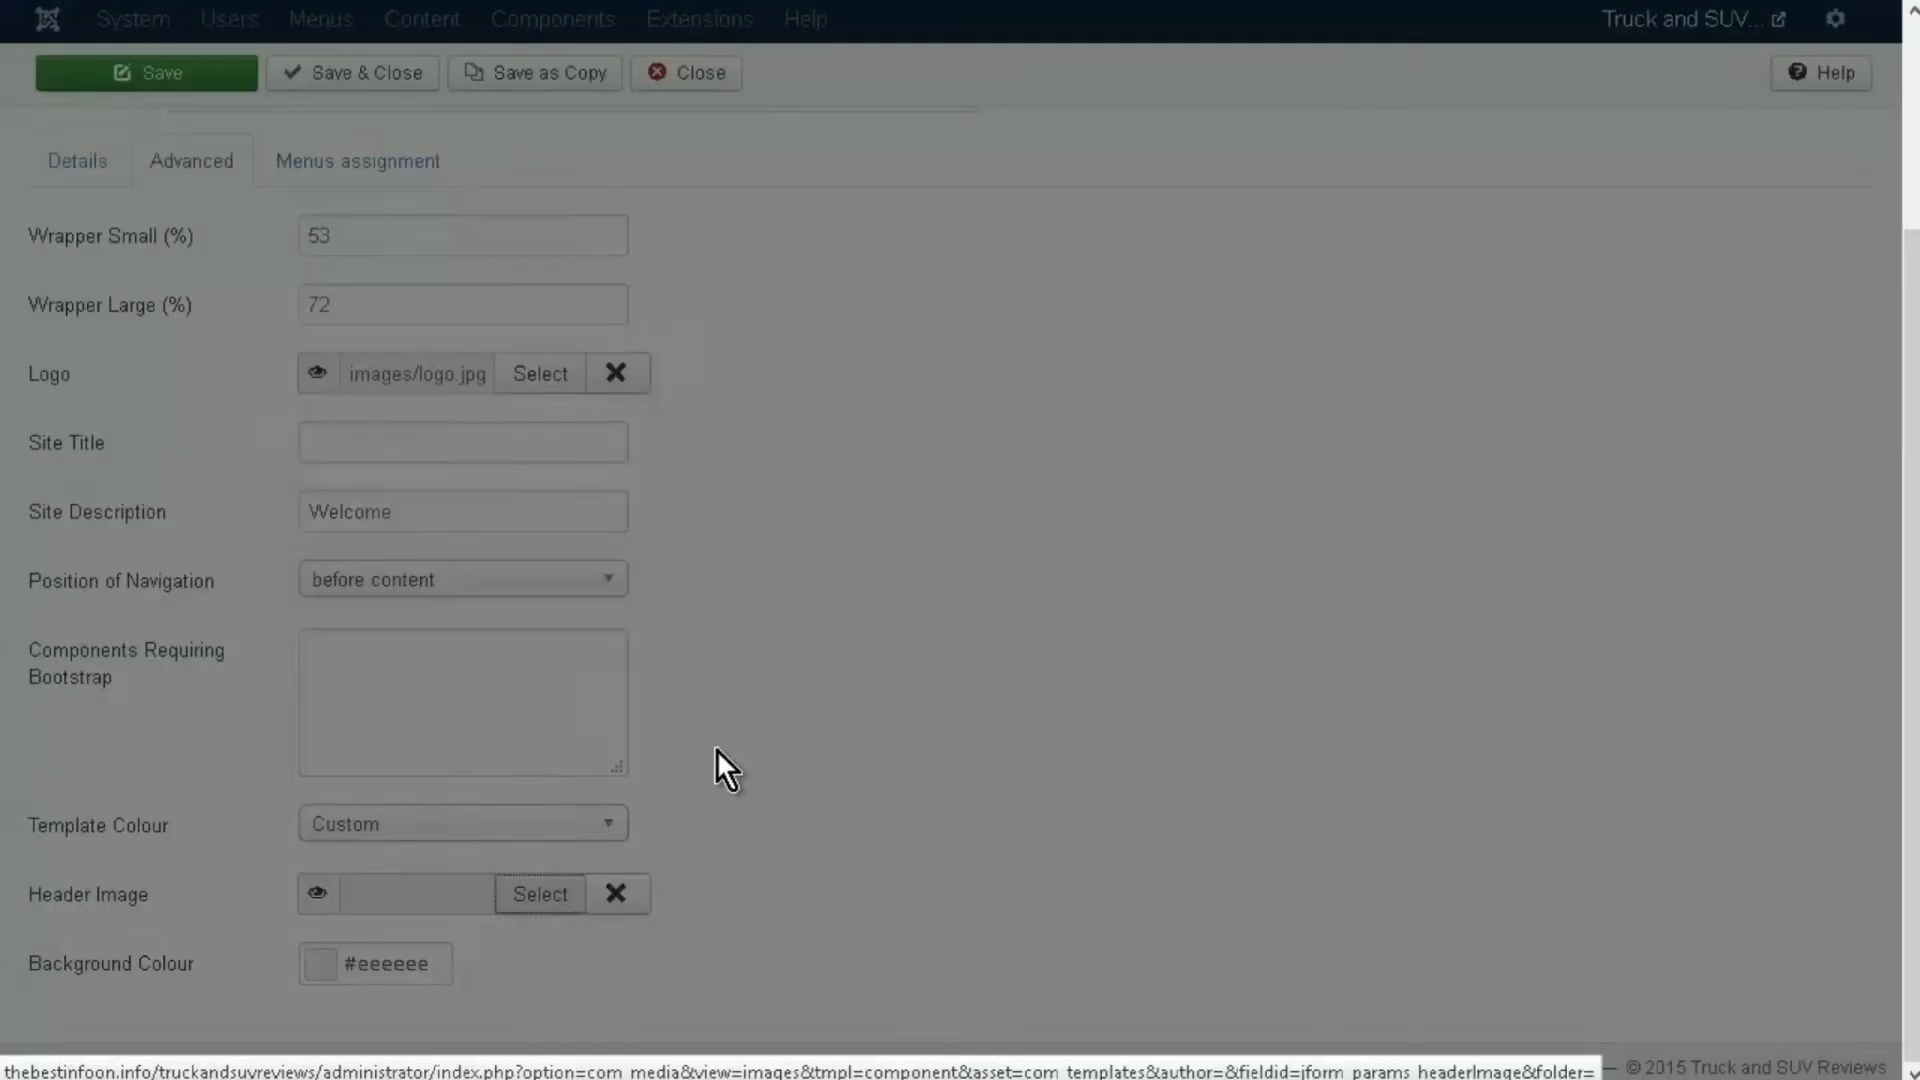 System Users Menus Content Components Extensions Help Truck and SUV...
Save Save & Close Save as Copy Close Help
Details Advanced Menus assignment
Wrapper Small (%) 53
Wrapper Large (%) 72
Logo images/logo.jpg Select
Site Title
Site Description Welcome
Position of Navigation before content
Components Requiring
Bootstrap
Template Colour Custom
Header Image Select
Background Colour #eeeeee
thebestinfoon.info/truckandsuvreviews/administrator/index.php?option=com_media&view=images&tmpl=component&asset=com_templates&author=&fieldid=jform_params_headerImage&folder= — © 2015 Truck and SUV Reviews